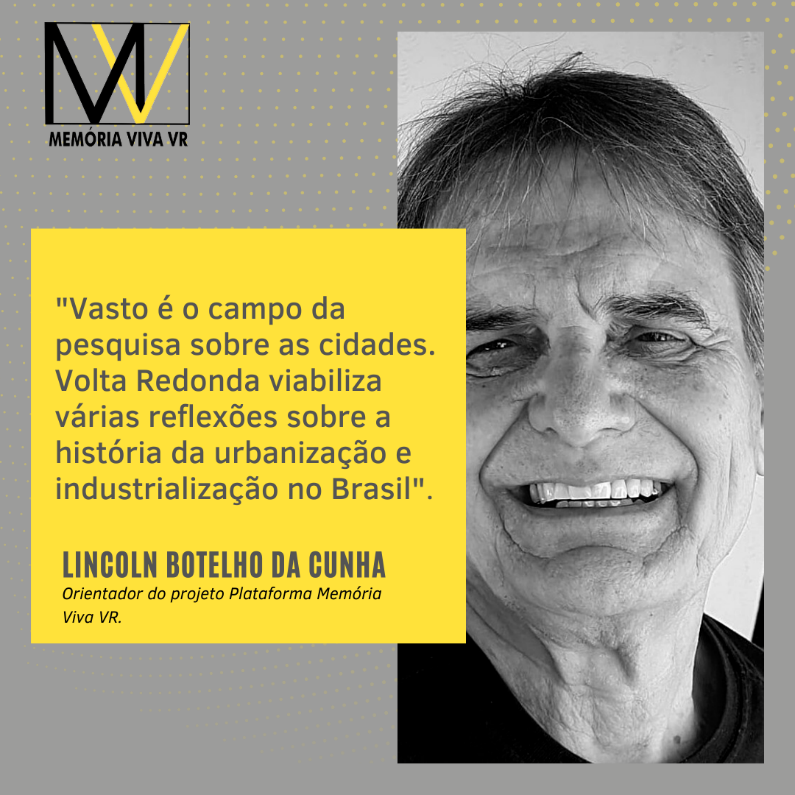 MV
MEMÓRIA VIVA VR
"Vasto é o campo da
pesquisa sobre as cidades.
Volta Redonda viabiliza
várias reflexões sobre a
história da urbanização e
industrialização no Brasil".
LINCOLN BOTELHO DA CUNHA
Orientador do projeto Plataforma Memória
Viva VR.